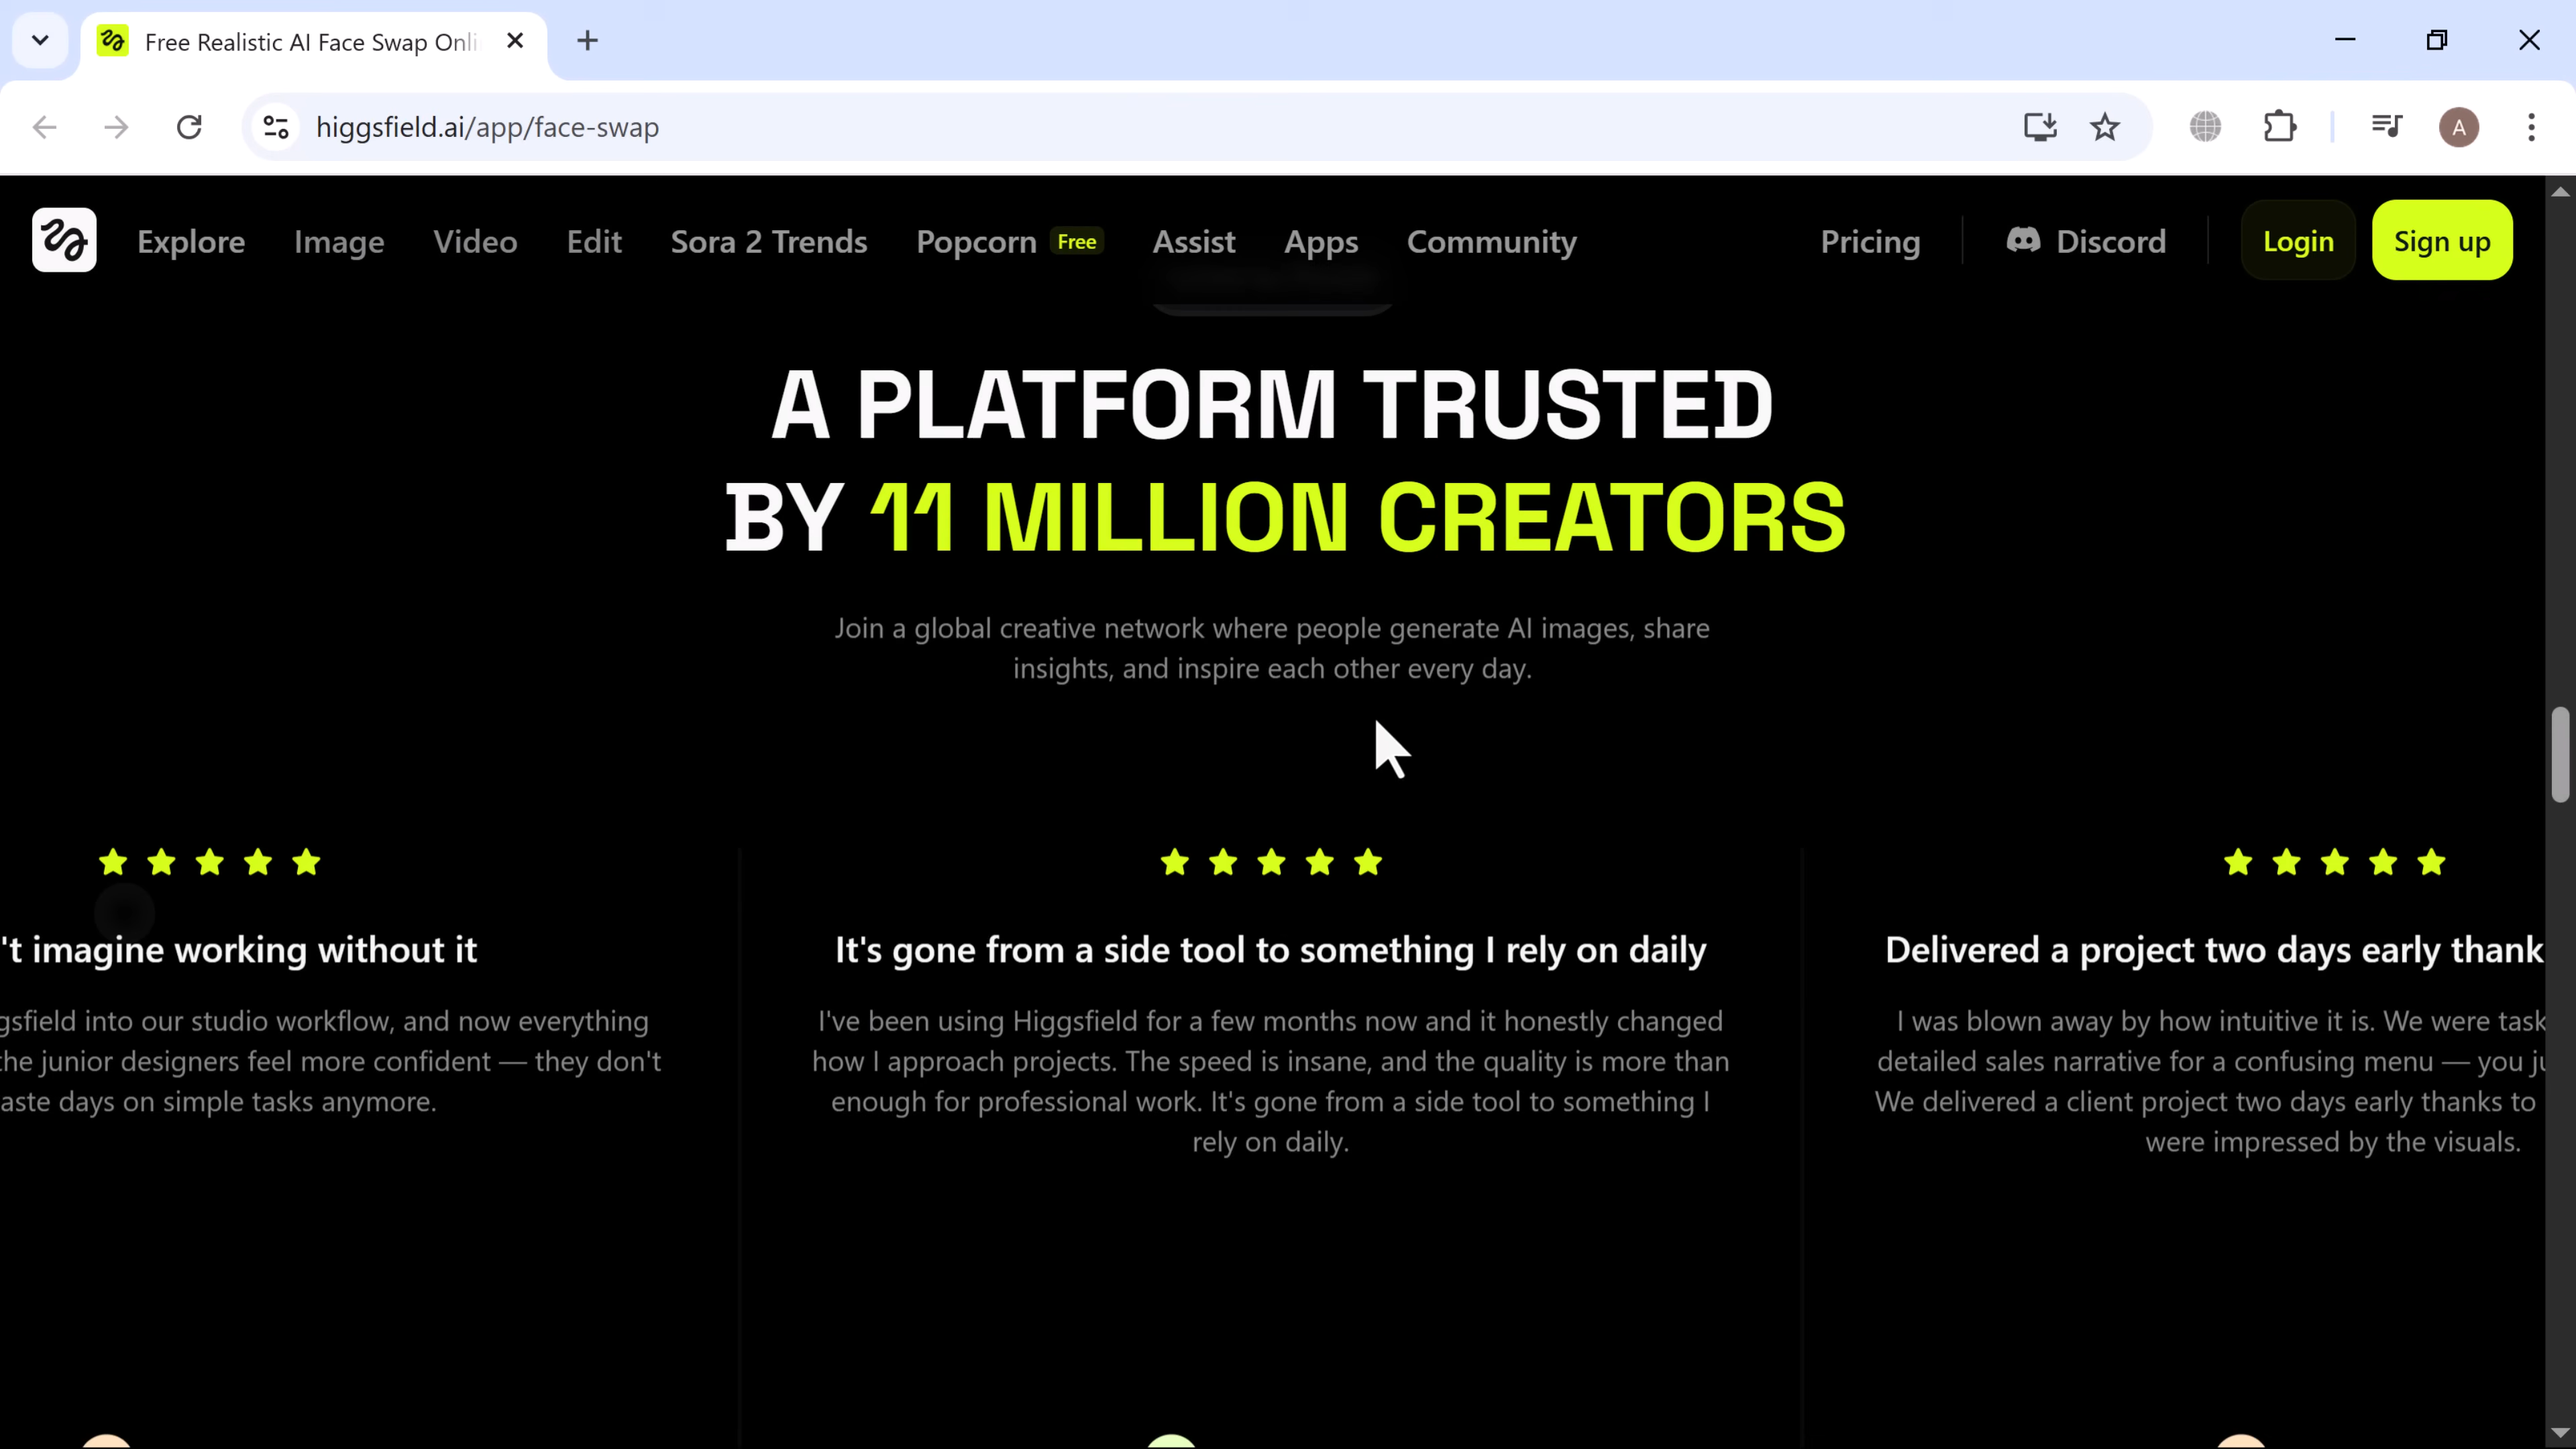 Free Realistic AI Face Swap Onli
higgsfield.ai/app/face-swap
A
Explore Image Video Edit Sora 2 Trends Popcorn Free Assist Apps Community Pricing Discord Login Sign up
A PLATFORM TRUSTED
BY 11 MILLION CREATORS
Join a global creative network where people generate AI images, share
insights, and inspire each other every day.
't imagine working without it
gsfield into our studio workflow, and now everything
the junior designers feel more confident — they don't
aste days on simple tasks anymore.
It's gone from a side tool to something I rely on daily
I've been using Higgsfield for a few months now and it honestly changed
how I approach projects. The speed is insane, and the quality is more than
enough for professional work. It's gone from a side tool to something I
rely on daily.
Delivered a project two days early thank
I was blown away by how intuitive it is. We were task
detailed sales narrative for a confusing menu — you ju
We delivered a client project two days early thanks to
were impressed by the visuals.